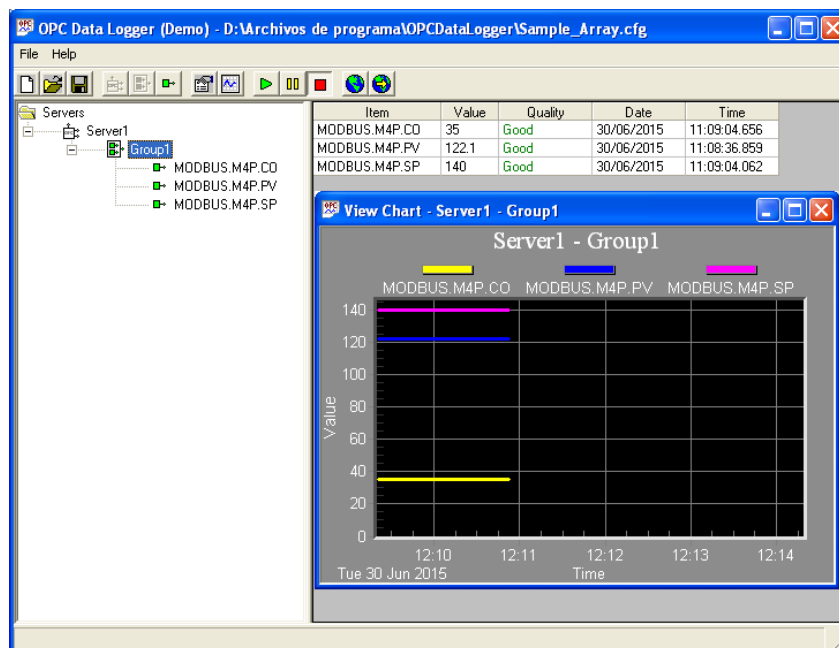 OPC Data Logger (Demo) - D:\Archivos de programa\OPCDataLogger\Sample_Array.cfg
File Help
Servers
Server1
Group1
MODBUS.M4P.CO
MODBUS.M4P.PV
MODBUS.M4P.SP
Item Value Quality Date Time
MODBUS.M4P.CO 35 Good 30/06/2015 11:09:04.656
MODBUS.M4P.PV 122.1 Good 30/06/2015 11:08:36.859
MODBUS.M4P.SP 140 Good 30/06/2015 11:09:04.062
OPC View Chart - Server1 - Group1
Server1 - Group1
MODBUS.M4P.CO MODBUS.M4P.PV MODBUS.M4P.SP
140
120
100
80
60
40
20
0
Value
12:10 12:11 12:12 12:13 12:14
Tue 30 Jun 2015 Time